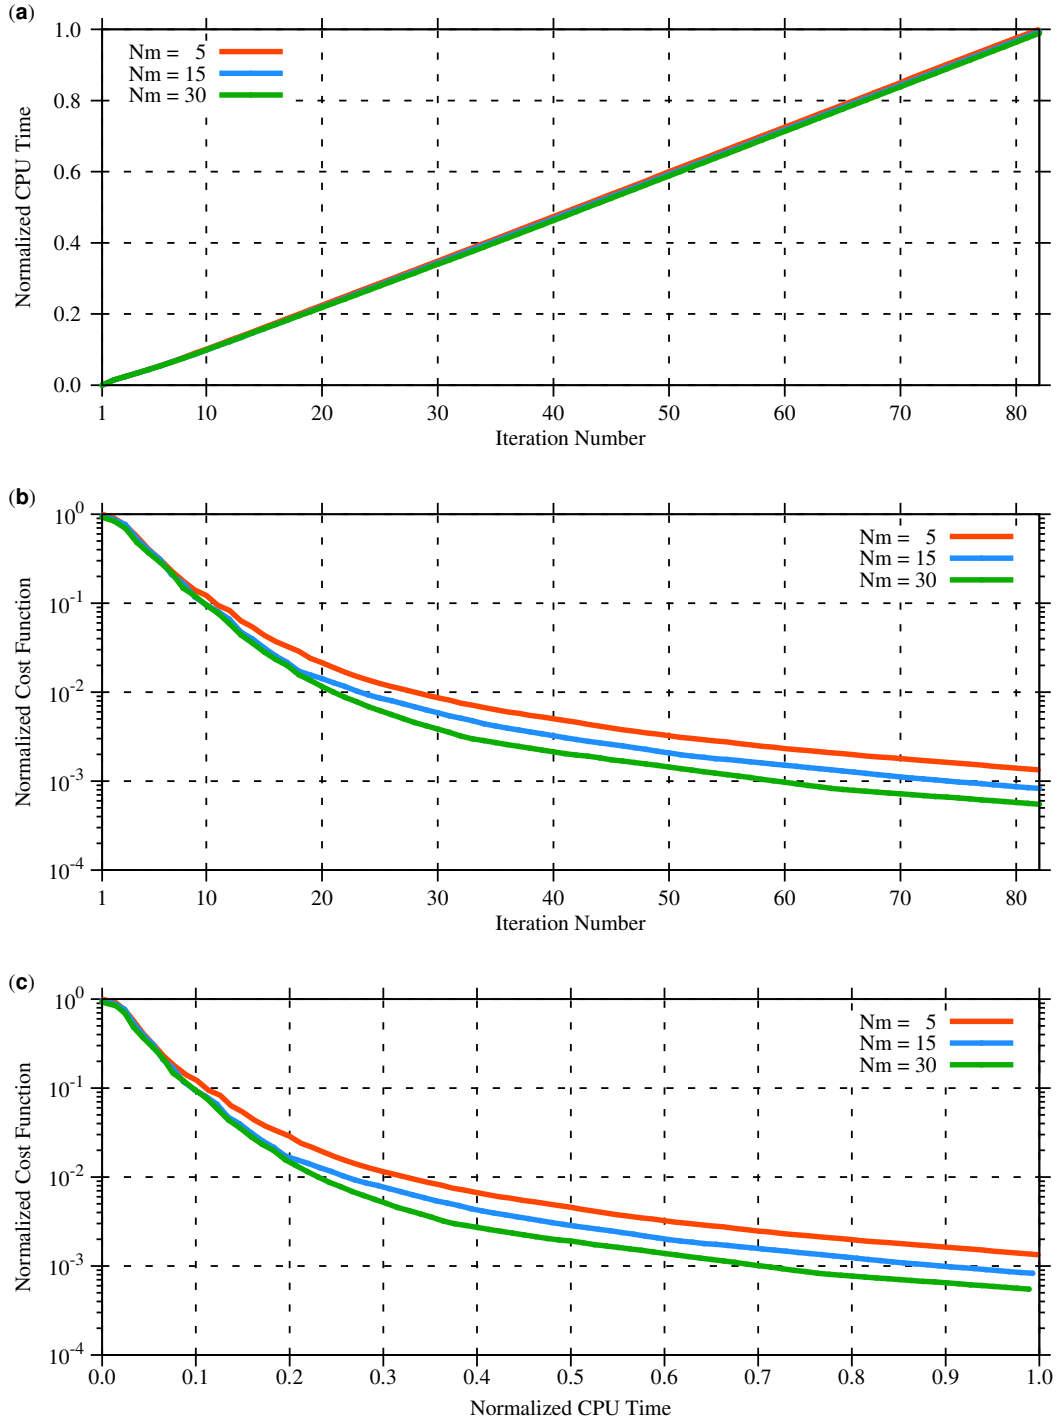 (a)
Nm = 5
Nm = 15
Nm = 30
Normalized CPU Time
1.0
0.8
0.6
0.4
0.2
0.0
1 10 20 30 40 50 60 70 80
Iteration Number
(b)
Nm = 5
Nm = 15
Nm = 30
Normalized Cost Function
10^0
10^-1
10^-2
10^-3
10^-4
1 10 20 30 40 50 60 70 80
Iteration Number
(c)
Nm = 5
Nm = 15
Nm = 30
Normalized Cost Function
10^0
10^-1
10^-2
10^-3
10^-4
0.0 0.1 0.2 0.3 0.4 0.5 0.6 0.7 0.8 0.9 1.0
Normalized CPU Time